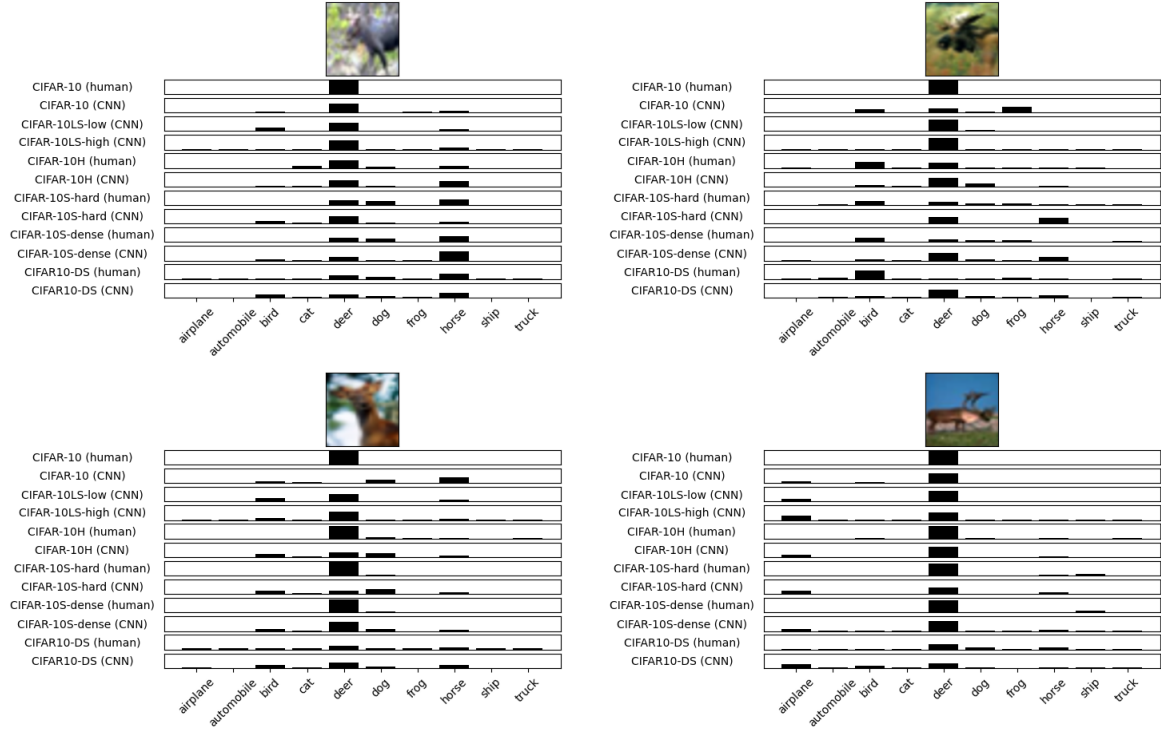 CIFAR-10 (human)
CIFAR-10 (CNN)
CIFAR-10LS-low (CNN)
CIFAR-10LS-high (CNN)
CIFAR-10H (human)
CIFAR-10H (CNN)
CIFAR-10S-hard (human)
CIFAR-10S-hard (CNN)
CIFAR-10S-dense (human)
CIFAR-10S-dense (CNN)
CIFAR10-DS (human)
CIFAR10-DS (CNN)
airplane
automobile
bird
cat
deer
dog
frog
horse
ship
truck
CIFAR-10 (human)
CIFAR-10 (CNN)
CIFAR-10LS-low (CNN)
CIFAR-10LS-high (CNN)
CIFAR-10H (human)
CIFAR-10H (CNN)
CIFAR-10S-hard (human)
CIFAR-10S-hard (CNN)
CIFAR-10S-dense (human)
CIFAR-10S-dense (CNN)
CIFAR10-DS (human)
CIFAR10-DS (CNN)
airplane
automobile
bird
cat
deer
dog
frog
horse
ship
truck
CIFAR-10 (human)
CIFAR-10 (CNN)
CIFAR-10LS-low (CNN)
CIFAR-10LS-high (CNN)
CIFAR-10H (human)
CIFAR-10H (CNN)
CIFAR-10S-hard (human)
CIFAR-10S-hard (CNN)
CIFAR-10S-dense (human)
CIFAR-10S-dense (CNN)
CIFAR10-DS (human)
CIFAR10-DS (CNN)
airplane
automobile
bird
cat
deer
dog
frog
horse
ship
truck
CIFAR-10 (human)
CIFAR-10 (CNN)
CIFAR-10LS-low (CNN)
CIFAR-10LS-high (CNN)
CIFAR-10H (human)
CIFAR-10H (CNN)
CIFAR-10S-hard (human)
CIFAR-10S-hard (CNN)
CIFAR-10S-dense (human)
CIFAR-10S-dense (CNN)
CIFAR10-DS (human)
CIFAR10-DS (CNN)
airplane
automobile
bird
cat
deer
dog
frog
horse
ship
truck